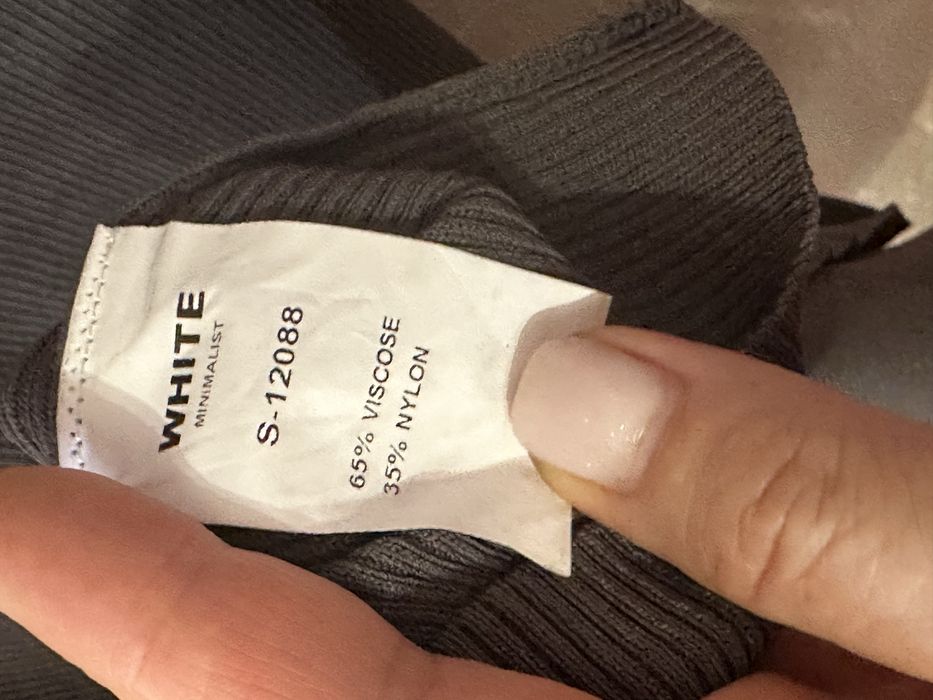 WHITE
MINIMALIST
S-12088
65% VISCOSE
35% NYLON